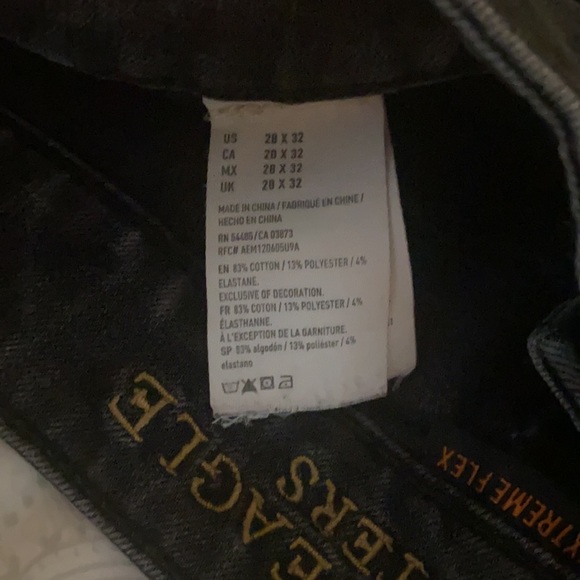 US 28 X 32
CA 28 X 32
MX 28 X 32
UK 28 X 32
MADE IN CHINA / FABRIQUÉ EN CHINE /
HECHO EN CHINA
RN 54485/CA 03873
RFC# AEM120605U9A
EN 83% COTTON / 13% POLYESTER / 4%
ELASTANE.
EXCLUSIVE OF DECORATION.
FR 83% COTON / 13% POLYESTER / 4%
ÉLASTHANNE.
À L'EXCEPTION DE LA GARNITURE.
SP 83% algodón / 13% poliéster / 4%
elastano
EAGLE
TERS
XTREME FLEX